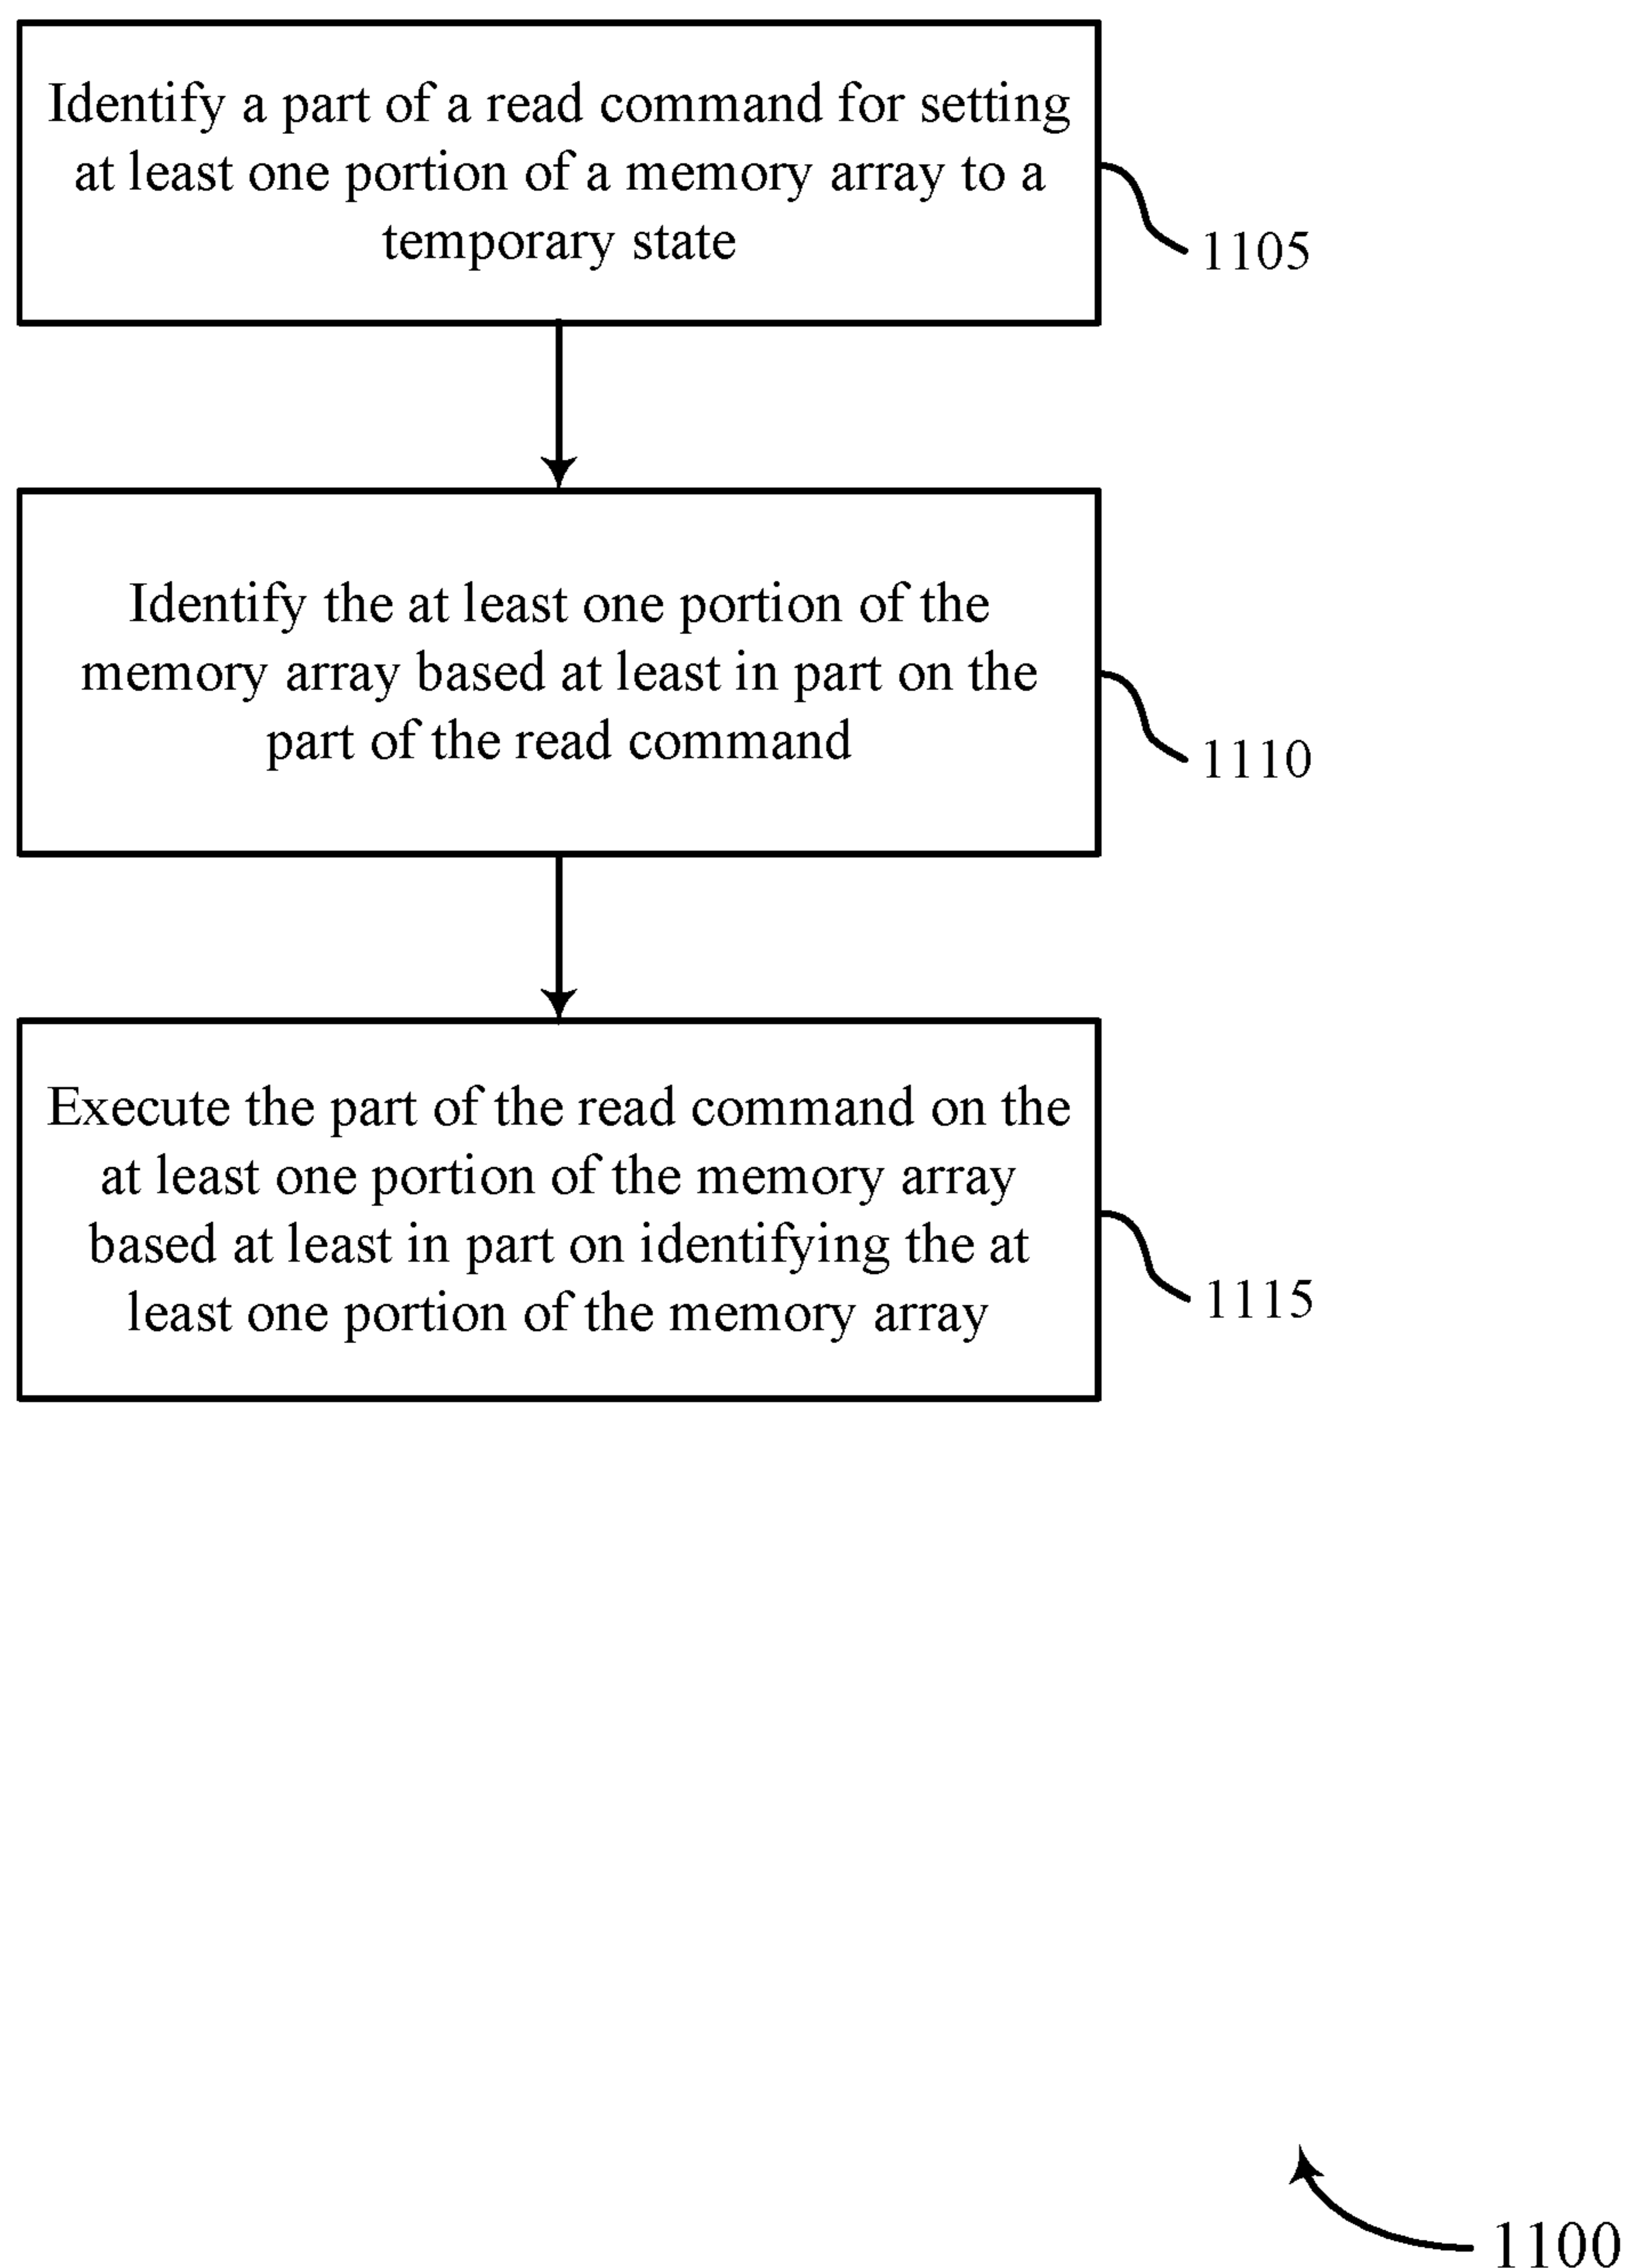 Identify a part of a read command for setting
at least one portion of a memory array to a
temporary state
1105
Identify the at least one portion of the
memory array based at least in part on the
part of the read command
1110
Execute the part of the read command on the
at least one portion of the memory array
based at least in part on identifying the at
least one portion of the memory array
1115
1100